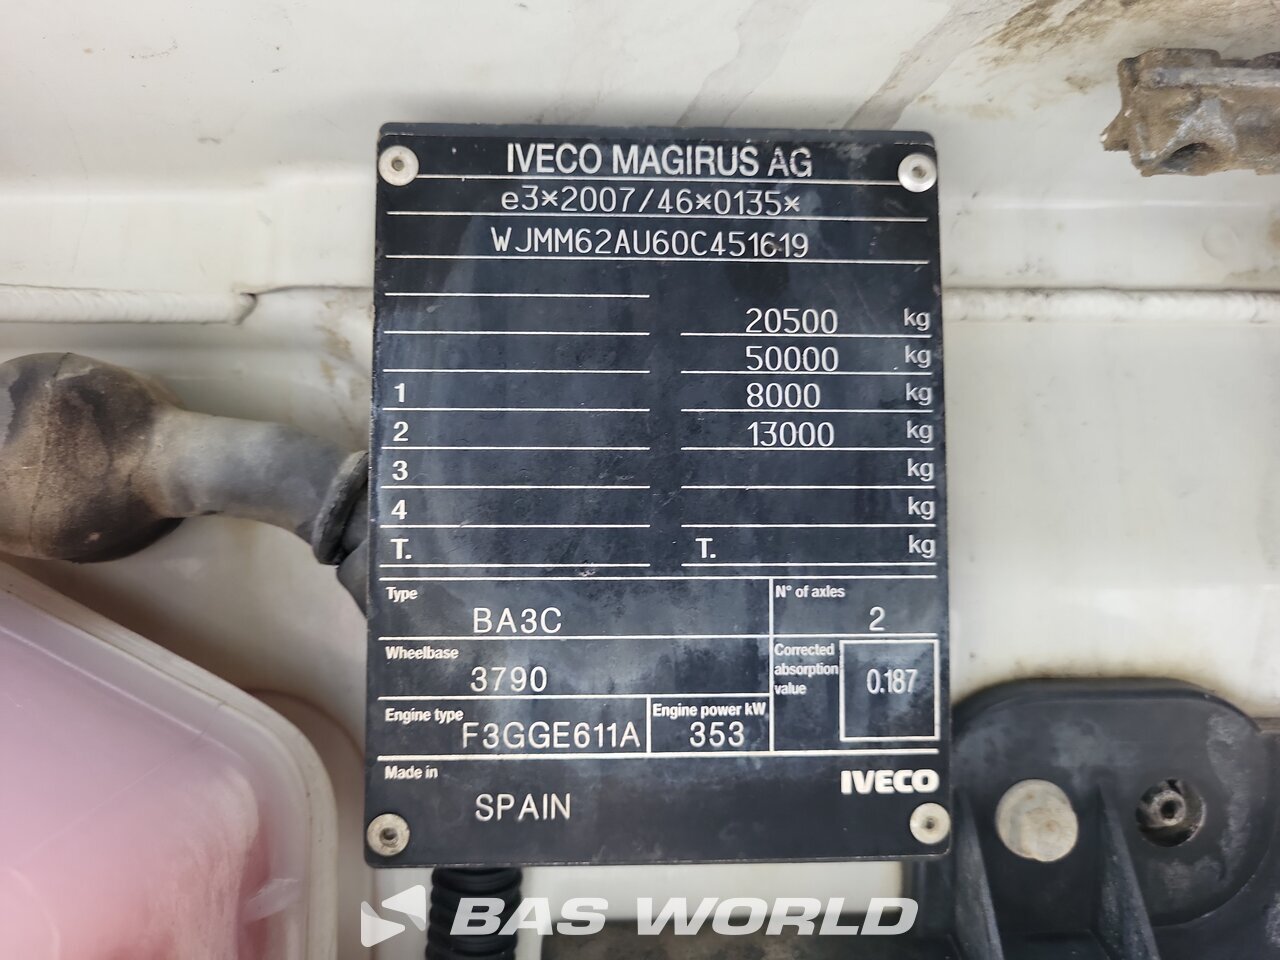 IVECO MAGIRUS AG
e3*2007/46*0135*
WJMM62AU60C451619
20500 kg
50000 kg
1 8000 kg
2 13000 kg
3 kg
4 kg
T. T. kg
Type BA3C N° of axles 2
Wheelbase 3790 Corrected absorption value 0.187
Engine type F3GGE611A Engine power kW 353
Made in SPAIN IVECO
BAS WORLD